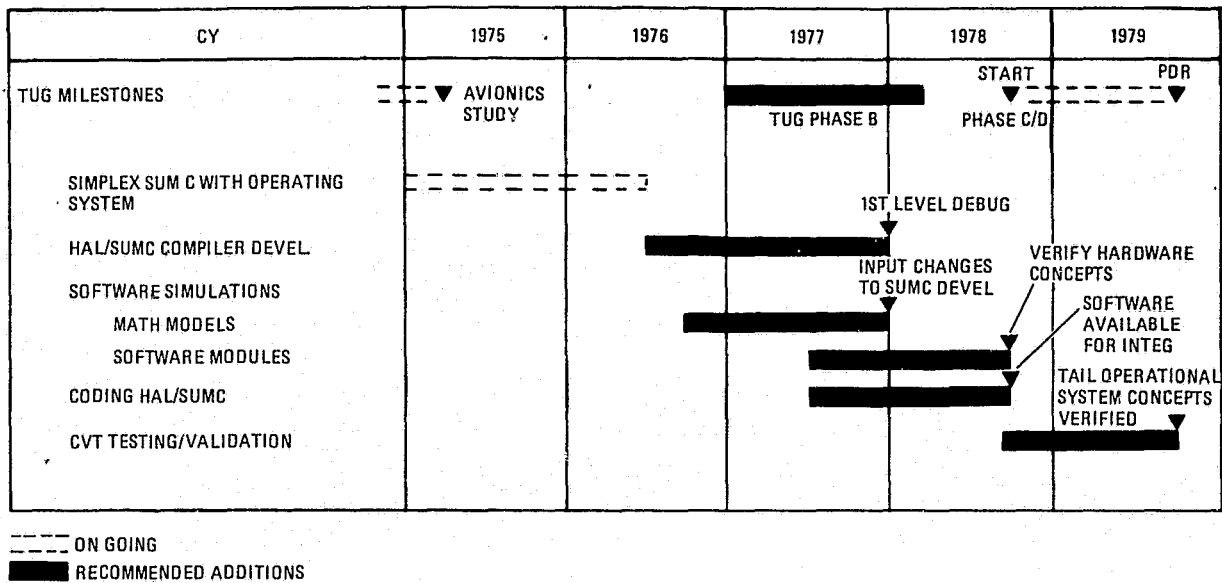 CY 1975 1976 1977 1978 1979
START PDR
TUG MILESTONES AVIONICS
STUDY
TUG PHASE B PHASE C/D
SIMPLEX SUM C WITH OPERATING
SYSTEM
1ST LEVEL DEBUG
HAL/SUMC COMPILER DEVEL.
VERIFY HARDWARE
CONCEPTS
INPUT CHANGES
TO SUMC DEVEL
SOFTWARE SIMULATIONS
SOFTWARE
AVAILABLE
FOR INTEG
MATH MODELS
SOFTWARE MODULES
TAIL OPERATIONAL
SYSTEM CONCEPTS
VERIFIED
CODING HAL/SUMC
CVT TESTING/VALIDATION
ON GOING
RECOMMENDED ADDITIONS